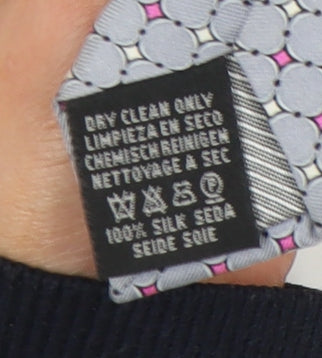 DRY CLEAN ONLY
LIMPIEZA EN SECO
CHEMISCH REINIGEN
NETTOYAGE A SEC
P
100% SILK SEDA
SEIDE SOIE